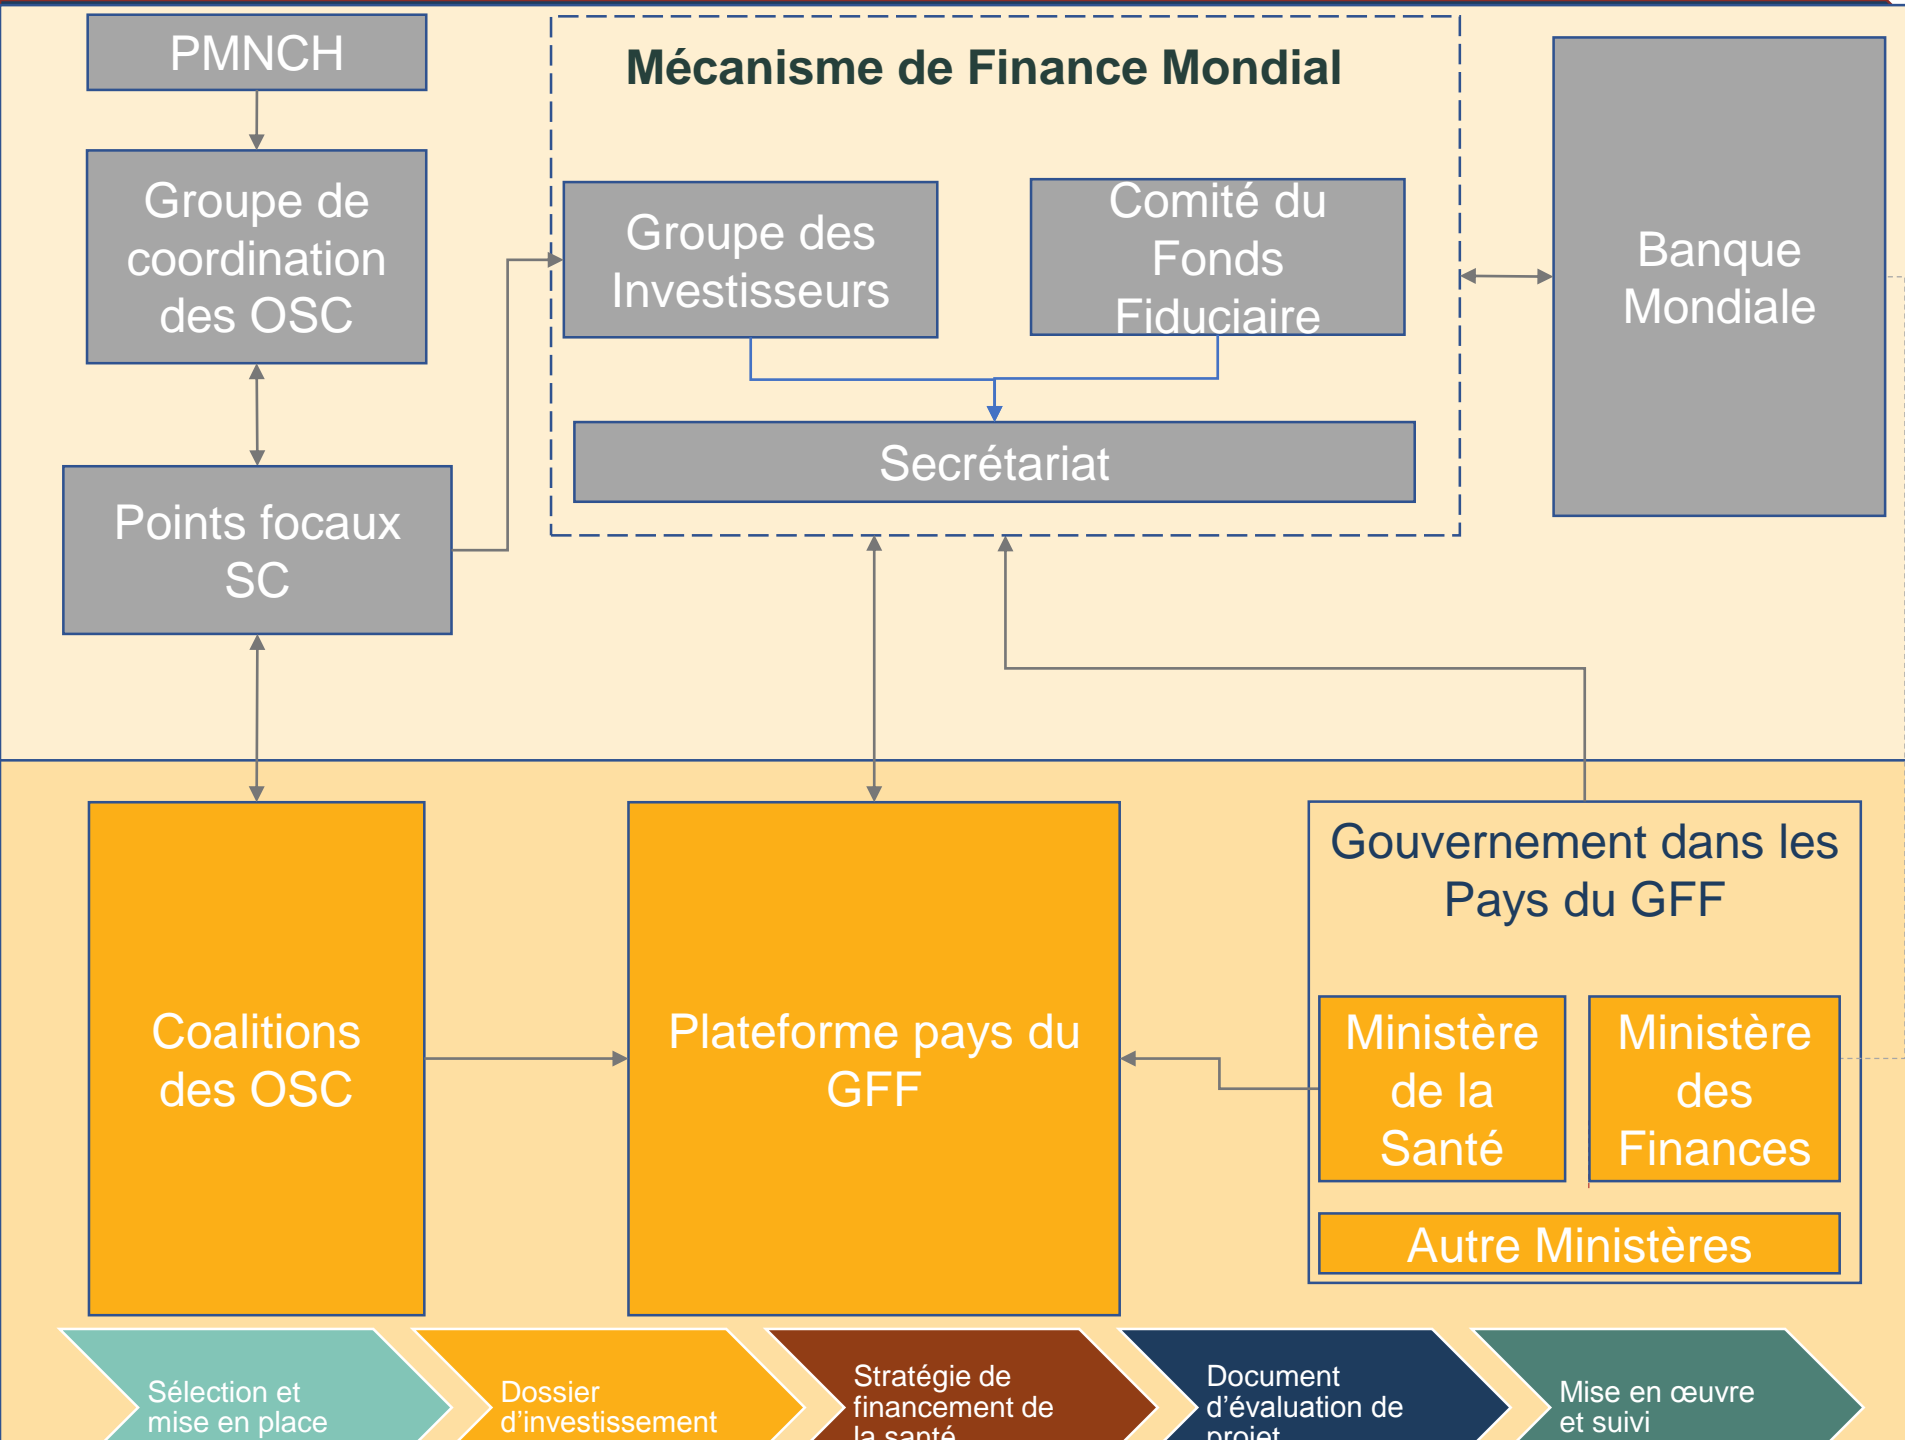 PMNCH
Mécanisme de Finance Mondial
Groupe de
coordination
des OSC
Groupe des
Investisseurs
Comité du
Fonds
Fiduciaire
Banque
Mondiale
Secrétariat
Points focaux
SC
Coalitions
des OSC
Plateforme pays du
GFF
Gouvernement dans les
Pays du GFF
Ministère
de la
Santé
Ministère
des
Finances
Autre Ministères
Sélection et
mise en place
Dossier
d’investissement
Stratégie de
financement de
la santé
Document
d’évaluation de
projet
Mise en œuvre
et suivi